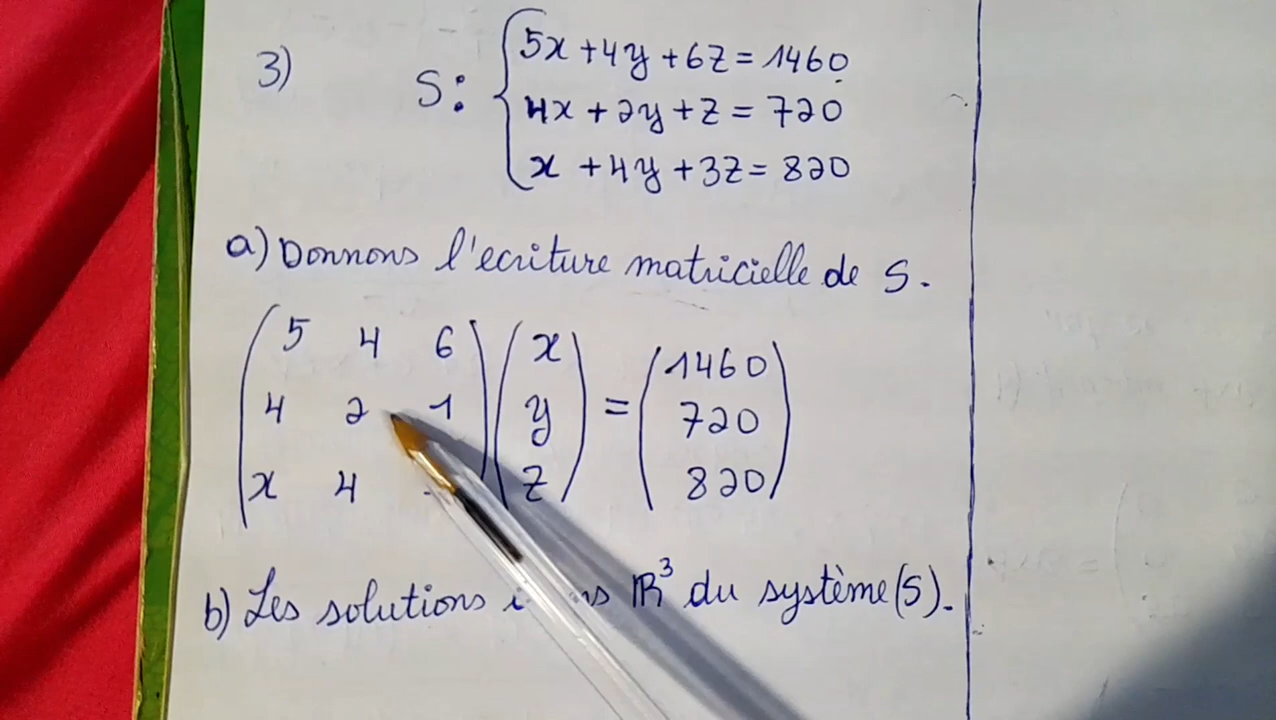 3) S: { 5x + 4y + 6z = 1460
4x + 2y + z = 720
x + 4y + 3z = 820
a) Donnons l'ecriture matricielle de S.
( 5 4 6 ) ( x ) = ( 1460 )
( 4 2 1 ) ( y ) ( 720 )
( x 4 ) ( z ) ( 820 )
b) Les solutions ℝ³ du système (S).